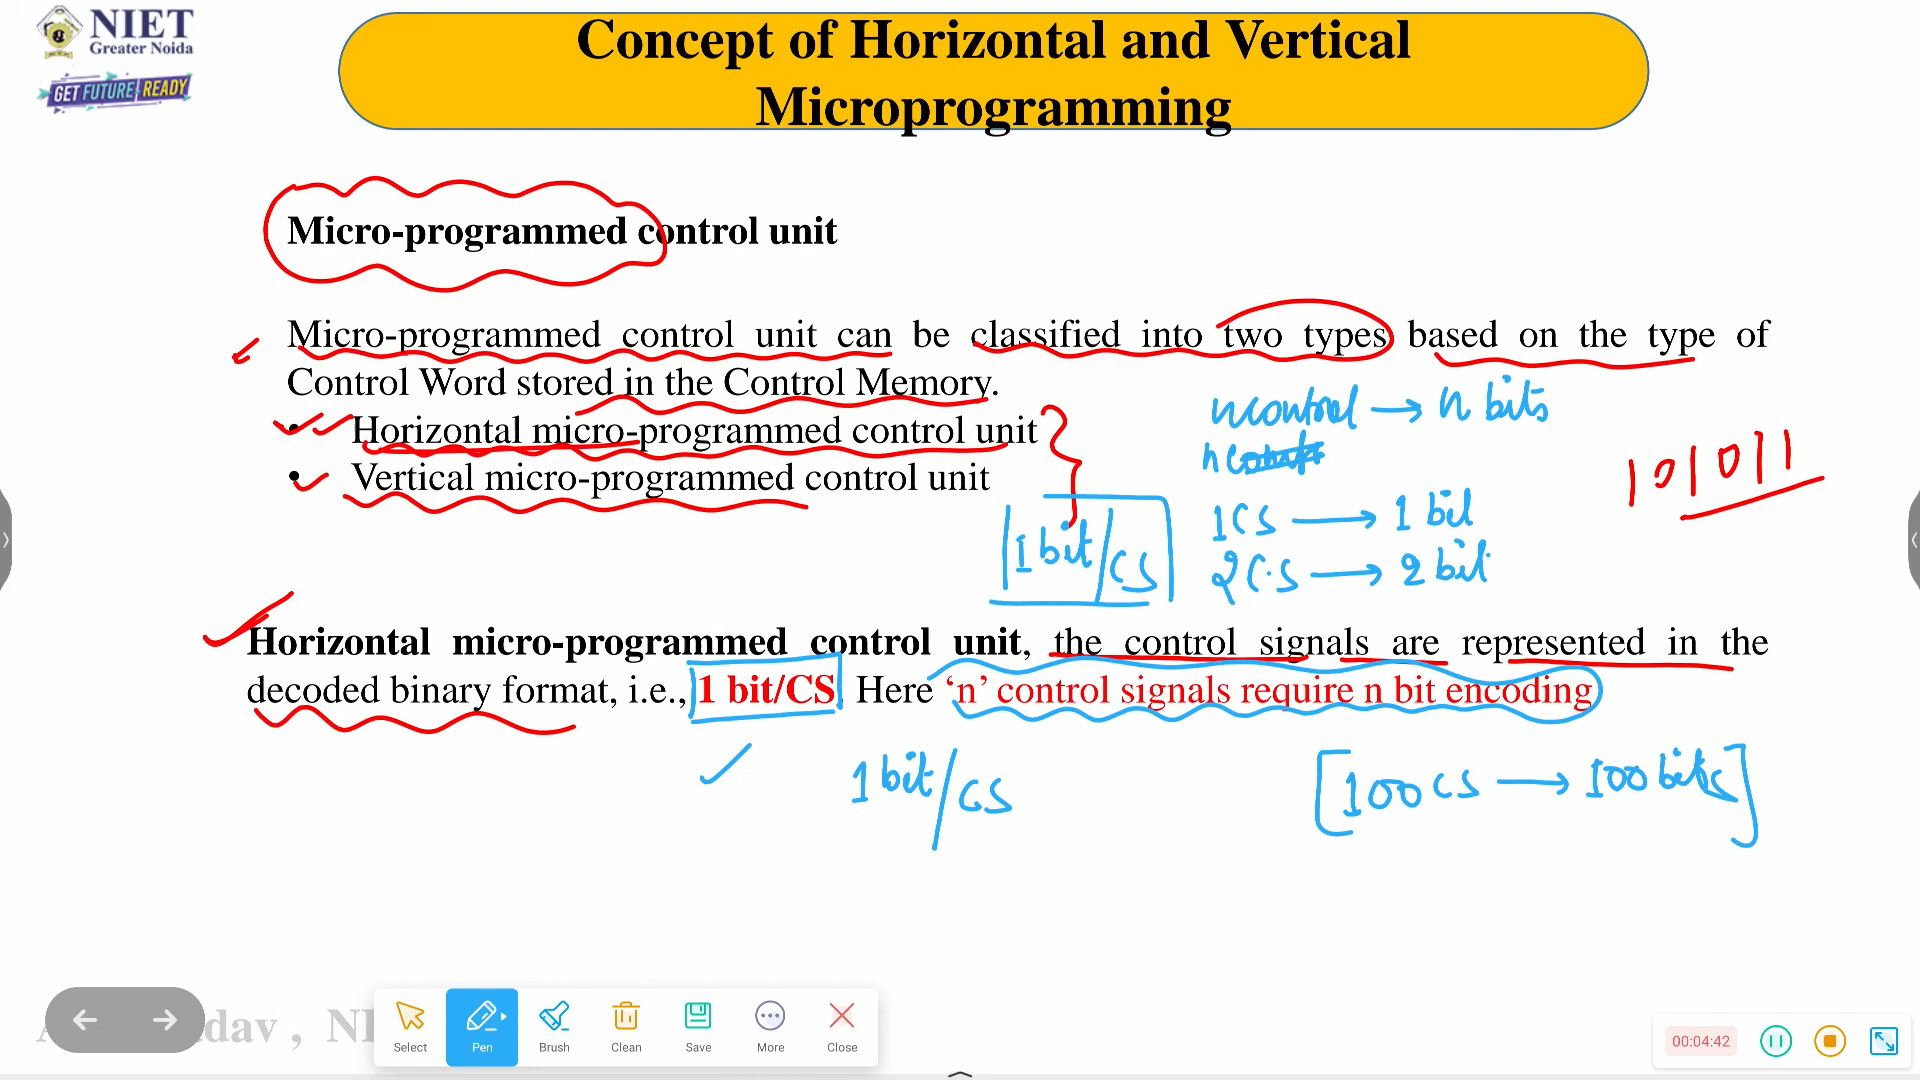 NIET
Greater Noida
GET FUTURE READY
Concept of Horizontal and Vertical
Microprogramming
Micro-programmed control unit
Micro-programmed control unit can be classified into two types based on the type of
Control Word stored in the Control Memory.
• Horizontal micro-programmed control unit
• Vertical micro-programmed control unit
ncontrol → n bits
101011
1CS → 1 bit
1 bit/CS
2C.S → 2 bit
Horizontal micro-programmed control unit, the control signals are represented in the
decoded binary format, i.e., 1 bit/CS Here ‘n’ control signals require n bit encoding
1 bit/CS
[100 CS → 100 bits]
dav , NI
Select Pen Brush Clean Save More Close
00:04:42